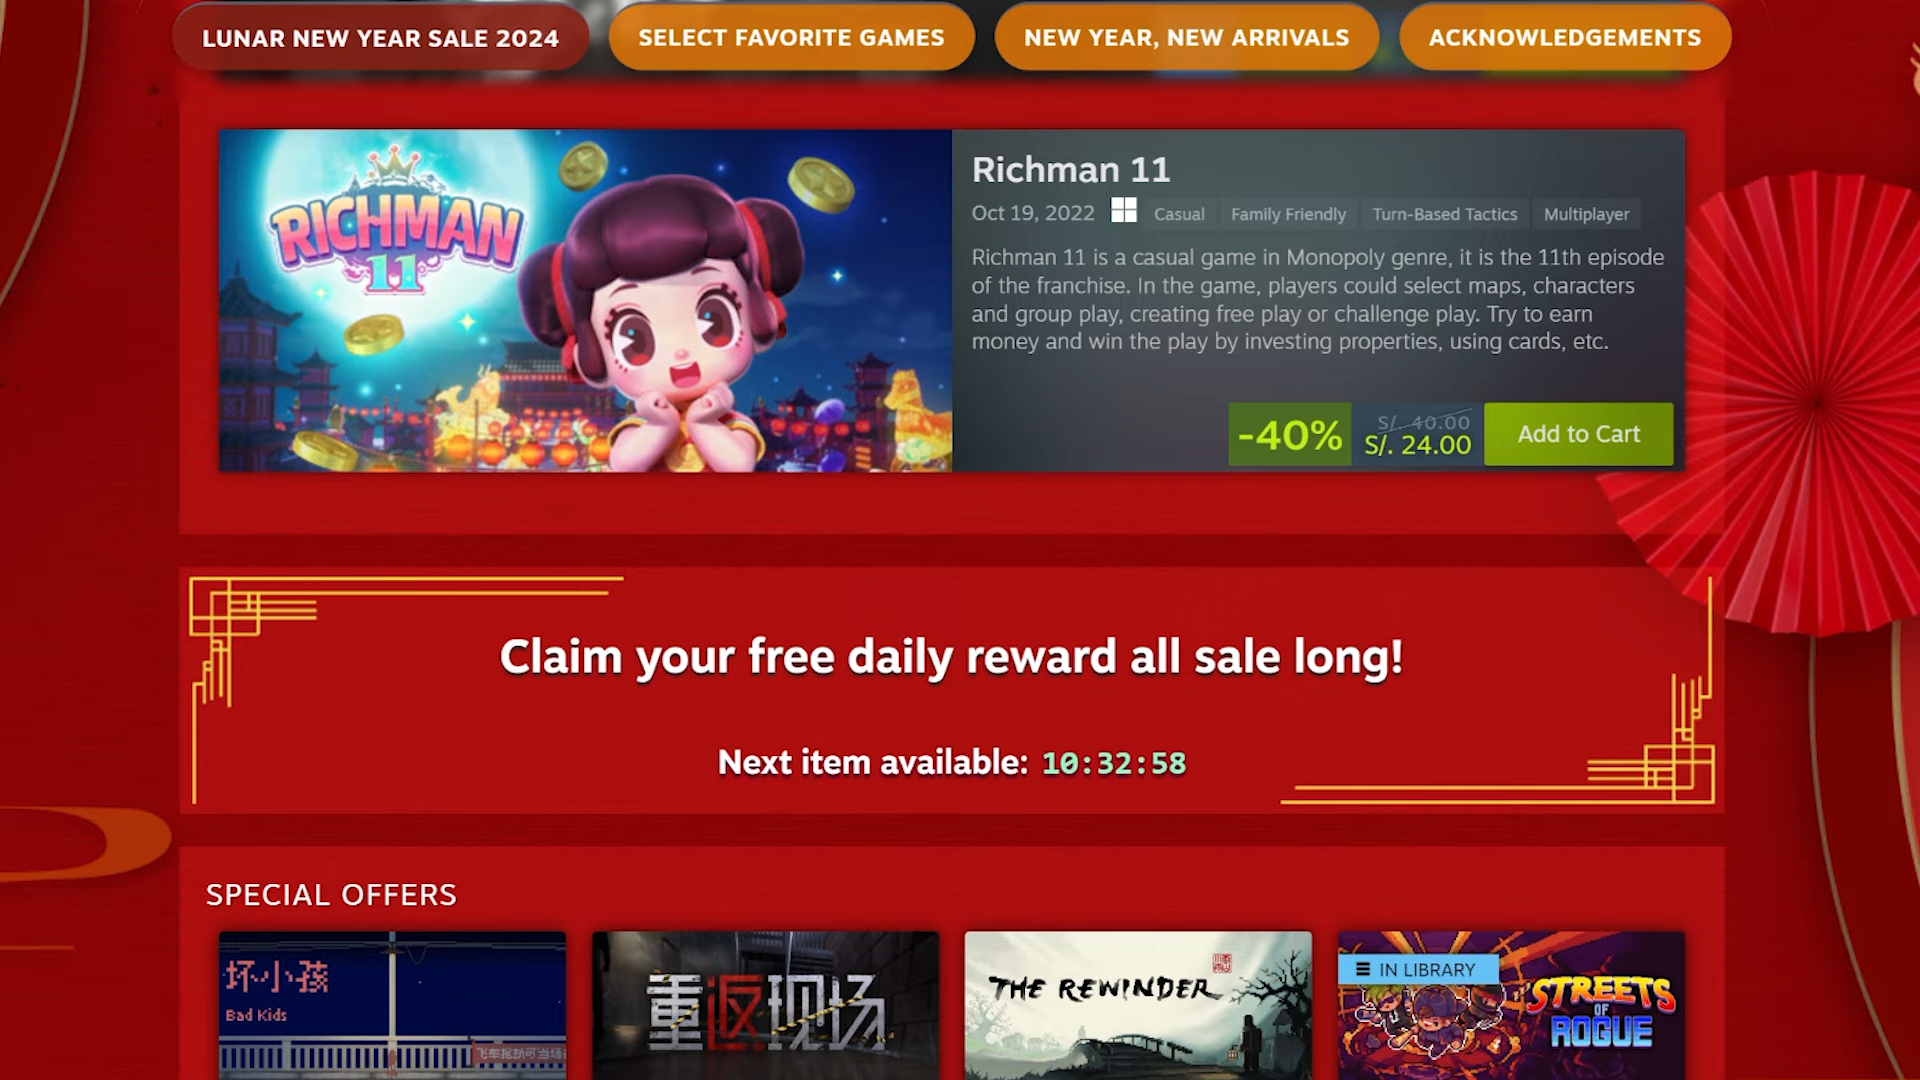 LUNAR NEW YEAR SALE 2024
SELECT FAVORITE GAMES
NEW YEAR, NEW ARRIVALS
ACKNOWLEDGEMENTS
RICHMAN
11
Richman 11
Oct 19, 2022
Casual
Family Friendly
Turn-Based Tactics
Multiplayer
Richman 11 is a casual game in Monopoly genre, it is the 11th episode
of the franchise. In the game, players could select maps, characters
and group play, creating free play or challenge play. Try to earn
money and win the play by investing properties, using cards, etc.
-40%
S/. 40.00
S/. 24.00
Add to Cart
Claim your free daily reward all sale long!
Next item available: 10:32:58
SPECIAL OFFERS
坏小孩
Bad Kids
重返现场
THE REWINDER
IN LIBRARY
STREETS
OF
ROGUE